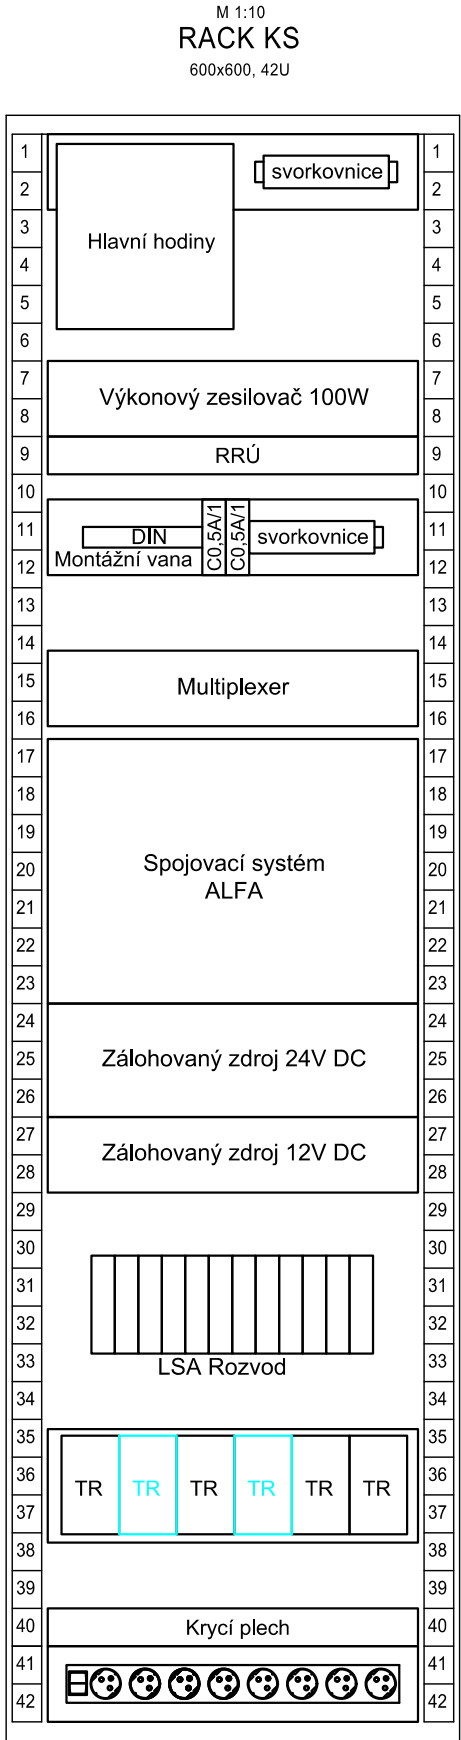 M 1:10
RACK KS
600x600, 42U
1 1
svorkovnice
2 2
3 3
Hlavní hodiny
4 4
5 5
6 6
7 7
Výkonový zesilovač 100W
8 8
9 RRÚ 9
10 10
11 DIN C0,5A/1 C0,5A/1 svorkovnice 11
12 Montážní vana 12
13 13
14 14
15 Multiplexer 15
16 16
17 17
18 18
19 19
20 Spojovací systém 20
ALFA
21 21
22 22
23 23
24 24
25 Zálohovaný zdroj 24V DC 25
26 26
27 27
Zálohovaný zdroj 12V DC
28 28
29 29
30 30
31 31
32 32
33 LSA Rozvod 33
34 34
35 35
36 TR TR TR TR TR TR 36
37 37
38 38
39 39
40 Krycí plech 40
41 41
42 42